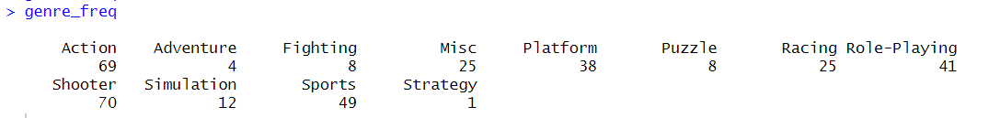 > genre_freq
Action Adventure Fighting Misc Platform Puzzle Racing Role-Playing
69 4 8 25 38 8 25 41
Shooter Simulation Sports Strategy
70 12 49 1